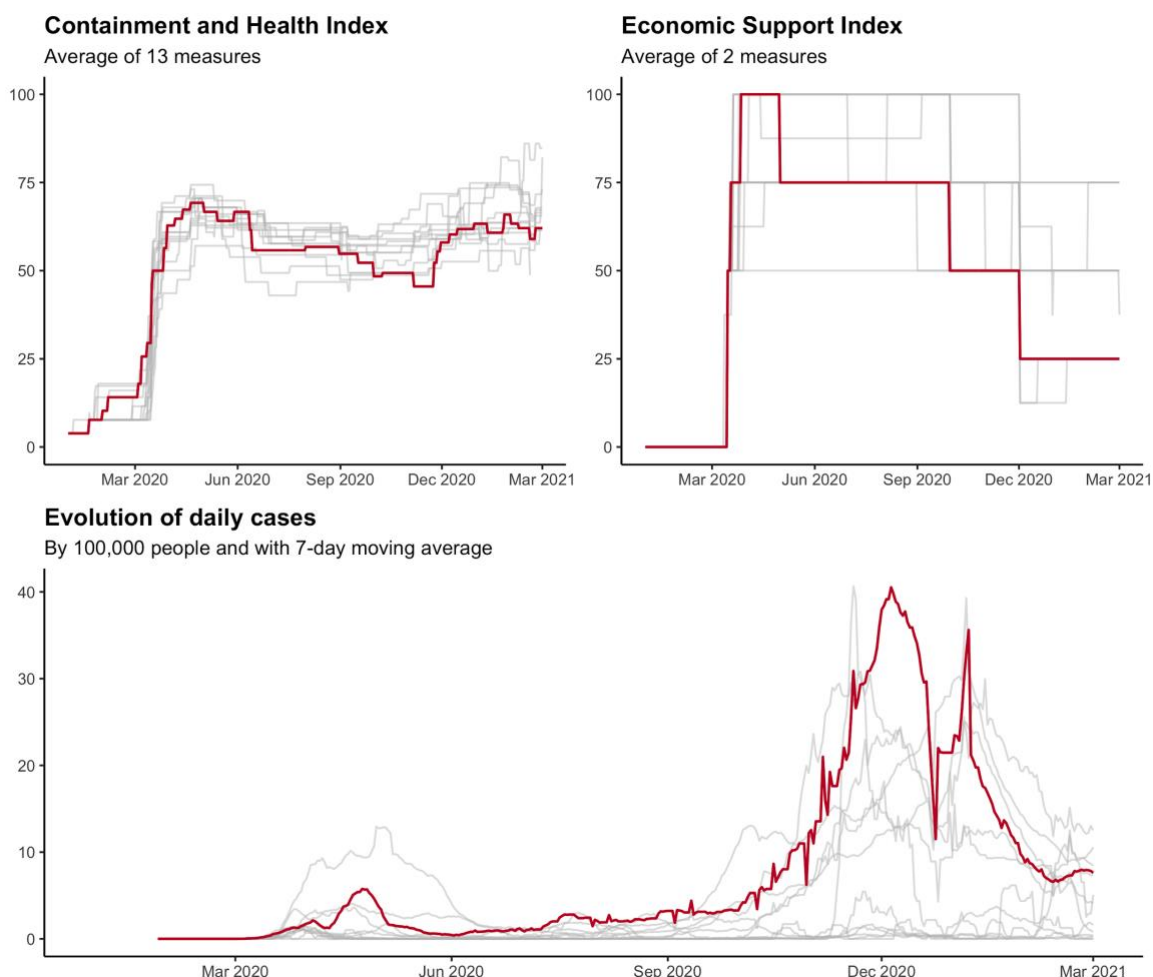 Containment and Health Index
Average of 13 measures
100
75
50
25
0
Mar 2020 Jun 2020 Sep 2020 Dec 2020 Mar 2021
Economic Support Index
Average of 2 measures
100
75
50
25
0
Mar 2020 Jun 2020 Sep 2020 Dec 2020 Mar 2021
Evolution of daily cases
By 100,000 people and with 7-day moving average
40
30
20
10
0
Mar 2020 Jun 2020 Sep 2020 Dec 2020 Mar 2021